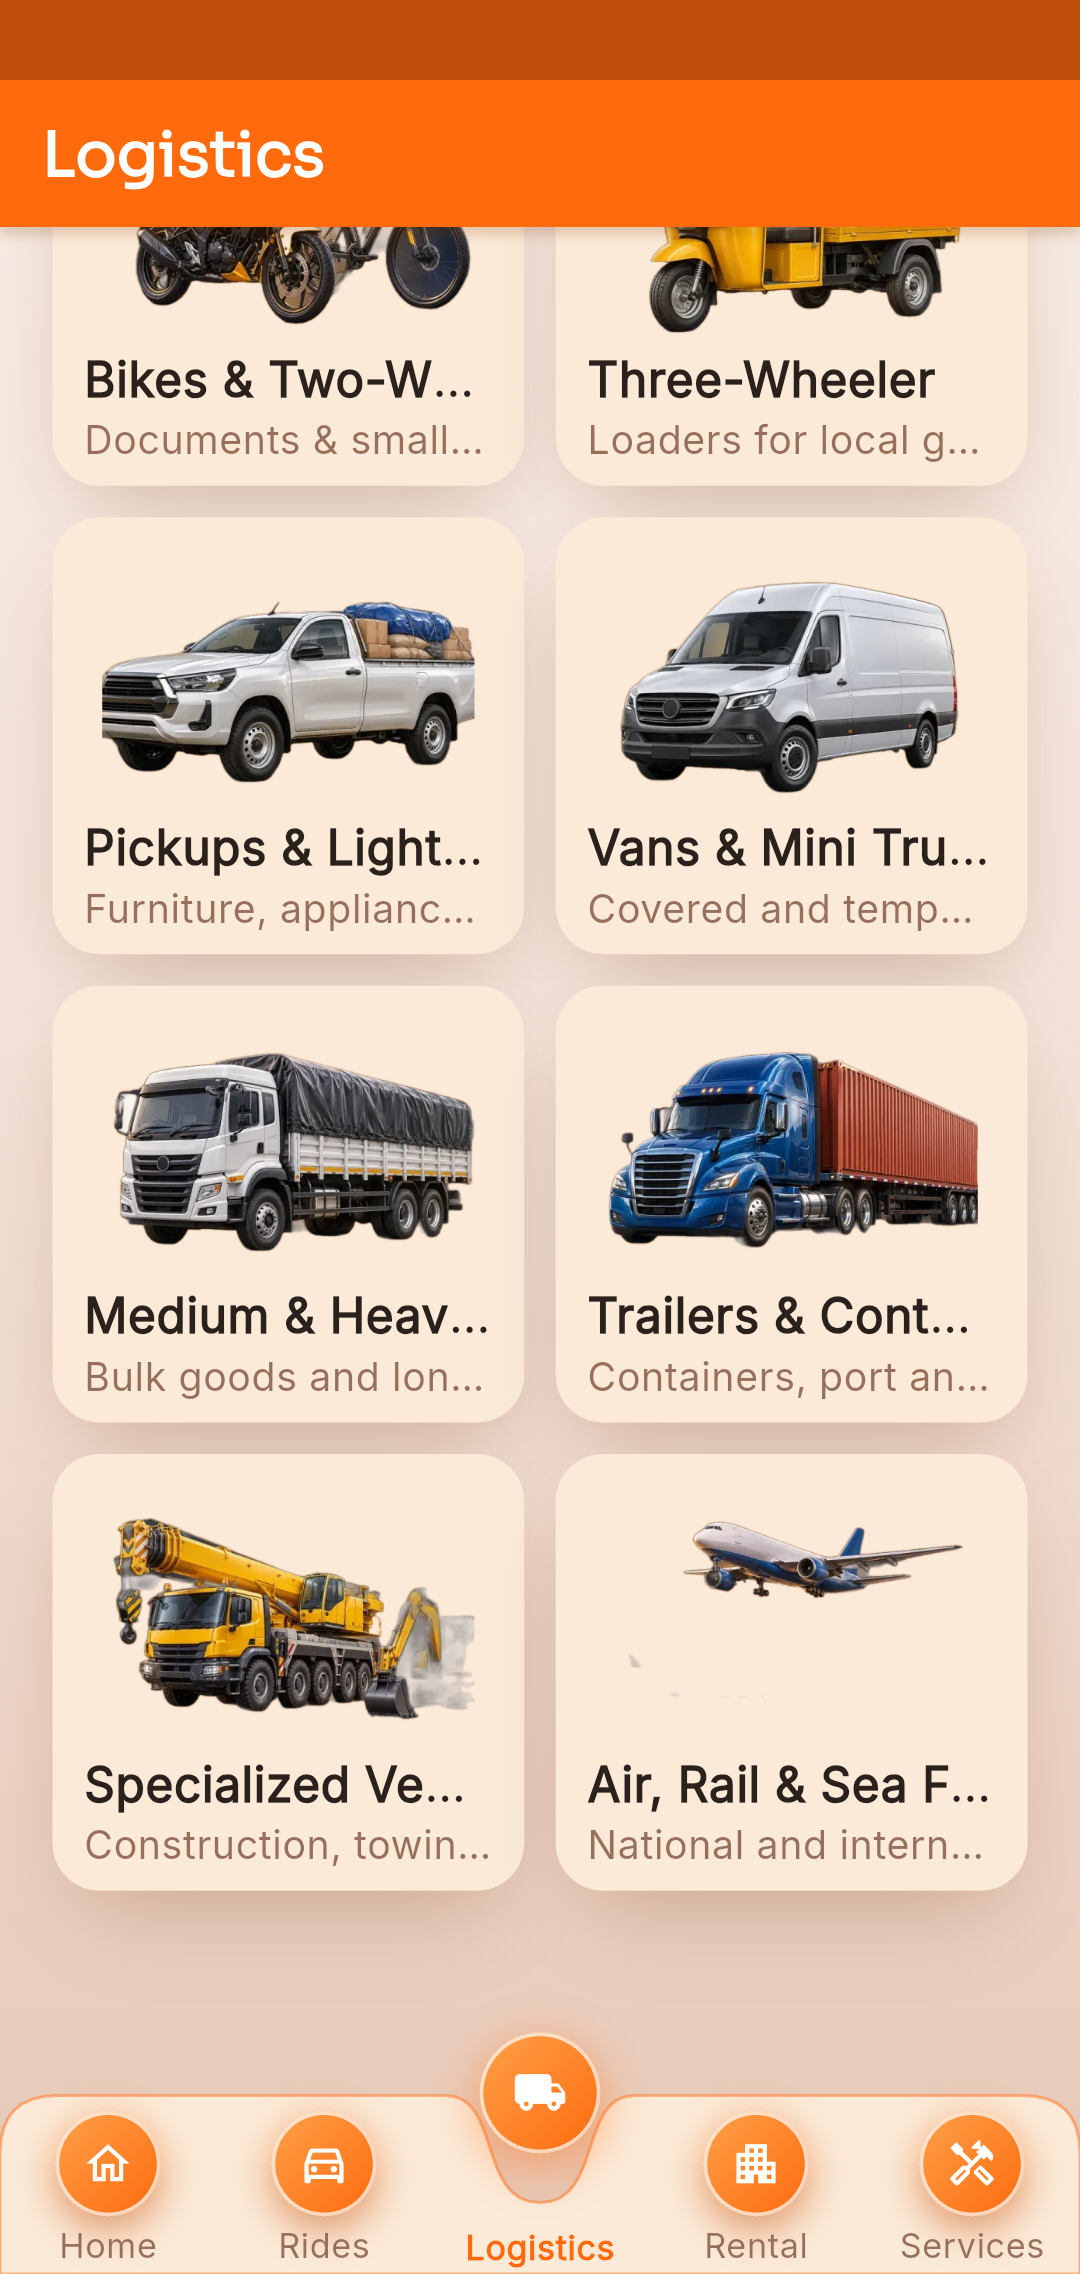 Logistics
Bikes & Two-W...
Three-Wheeler
Documents & small...
Loaders for local g...
Pickups & Light...
Vans & Mini Tru...
Furniture, applianc...
Covered and temp...
Medium & Heav...
Trailers & Cont...
Bulk goods and lon...
Containers, port an...
Specialized Ve...
Air, Rail & Sea F...
Construction, towin...
National and intern...
Home
Rides
Logistics
Rental
Services